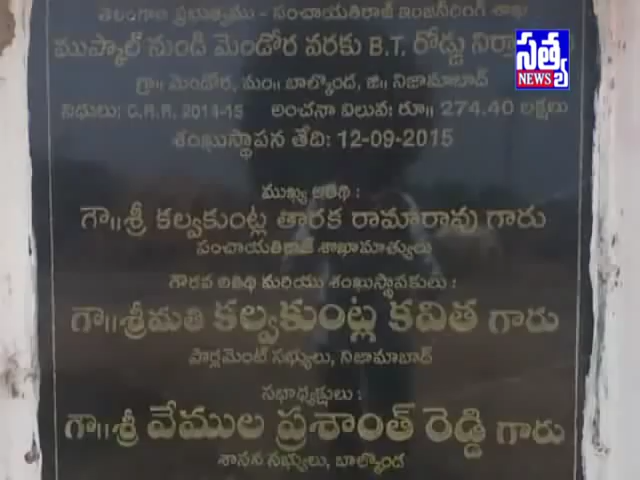 తెలంగాణ ప్రభుత్వము - పంచాయతిరాజ్ ఇంజనీరింగ్ శాఖ
ముప్కాల్ నుండి మెండోర వరకు B.T. రోడ్డు
గ్రా|| మెండోర, మం|| బాల్కొండ, జి|| నిజామాబాద్
నిధులు: C.R.R. 2014-15 అంచనా విలువ: రూ|| 274.40 లక్షలు
శంఖుస్థాపన తేది: 12-09-2015
ముఖ్య అతిథి :
గౌ||శ్రీ కల్వకుంట్ల తారక రామారావు గారు
పంచాయతిరాజ్ శాఖామాత్యులు
గౌరవ అతిథి మరియు శంఖుస్థాపకులు :
గౌ||శ్రీమతి కల్వకుంట్ల కవిత గారు
పార్లమెంట్ సభ్యులు, నిజామాబాద్
సభాధ్యక్షులు :
గౌ||శ్రీ వేముల ప్రశాంత్ రెడ్డి గారు
శాసన సభ్యులు, బాల్కొండ
సత్య
NEWS